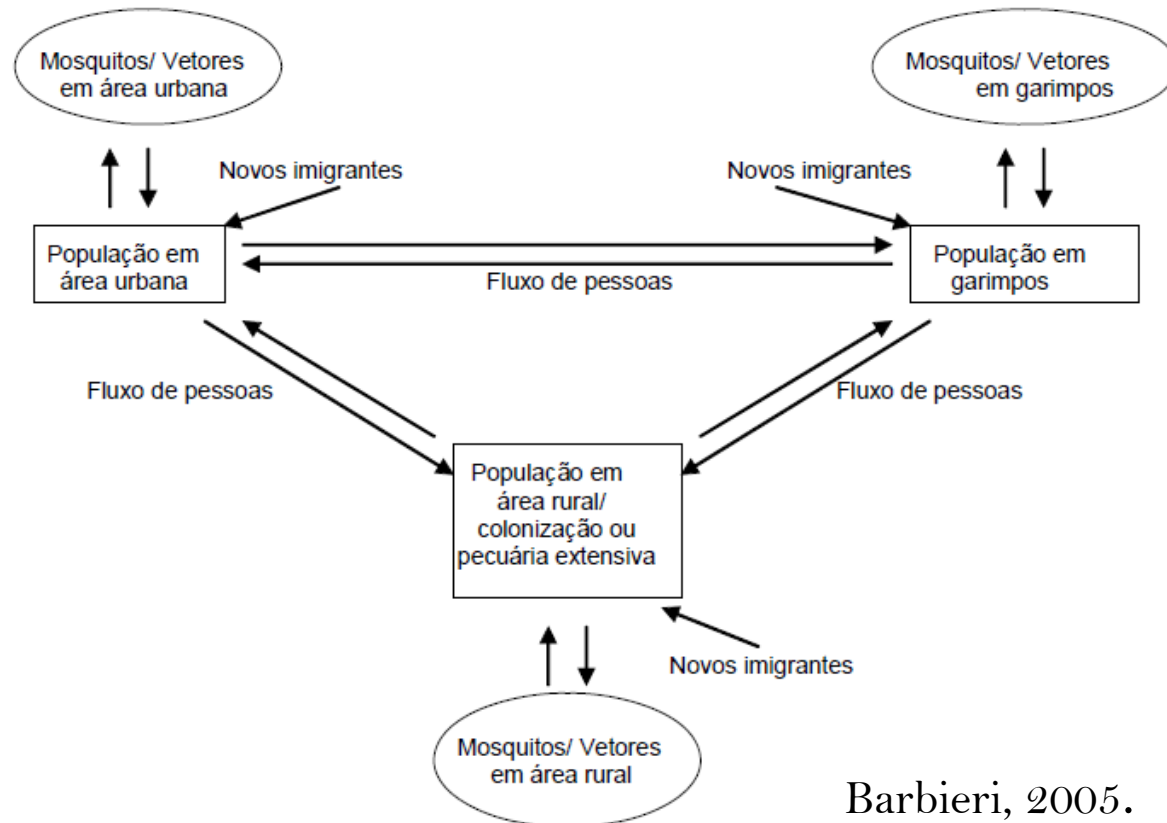 Mosquitos/ Vetores
em área urbana
Mosquitos/ Vetores
em garimpos
Novos imigrantes
Novos imigrantes
População em
área urbana
População em
garimpos
Fluxo de pessoas
Fluxo de pessoas
Fluxo de pessoas
População em
área rural/
colonização ou
pecuária extensiva
Novos imigrantes
Mosquitos/ Vetores
em área rural
Barbieri, 2005.